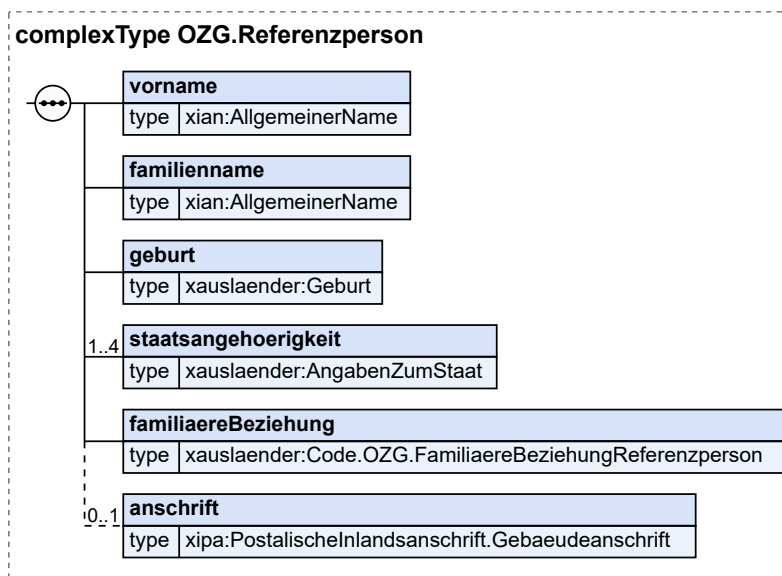 complexType OZG.Referenzperson
vorname
type xian:AllgemeinerName
familienname
type xian:AllgemeinerName
geburt
type xauslaender:Geburt
1..4 staatsangehoerigkeit
type xauslaender:AngabenZumStaat
familiaereBeziehung
type xauslaender:Code.OZG.FamiliaereBeziehungReferenzperson
0..1 anschrift
type xipa:PostalischeInlandsanschrift.Gebaeudeanschrift